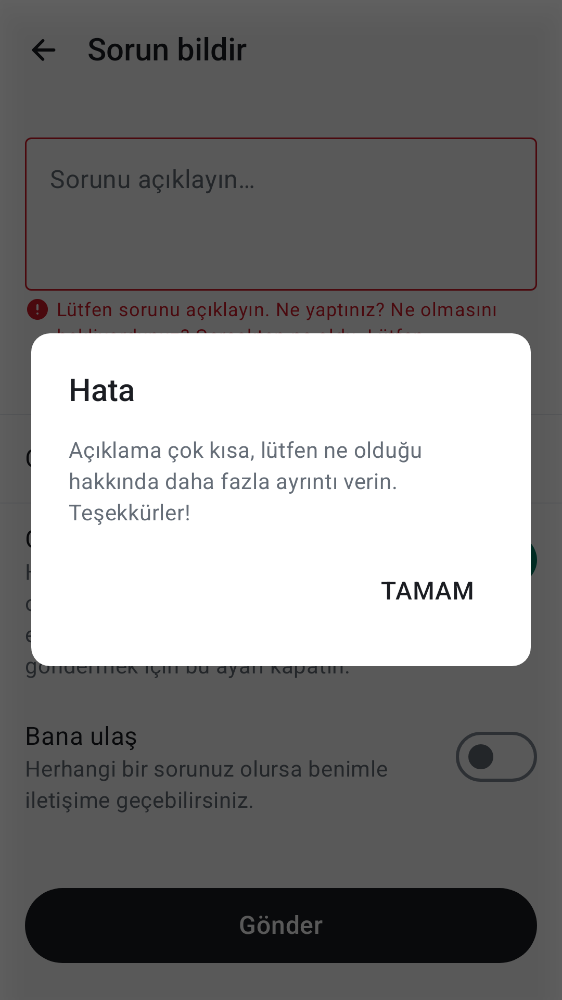 Sorun bildir
Sorunu açıklayın...
Lütfen sorunu açıklayın. Ne yaptınız? Ne olmasını
Hata
Açıklama çok kısa, lütfen ne olduğu
hakkında daha fazla ayrıntı verin.
Teşekkürler!
TAMAM
göndermek için bu ayarı kapatın.
Bana ulaş
Herhangi bir sorunuz olursa benimle
iletişime geçebilirsiniz.
Gönder